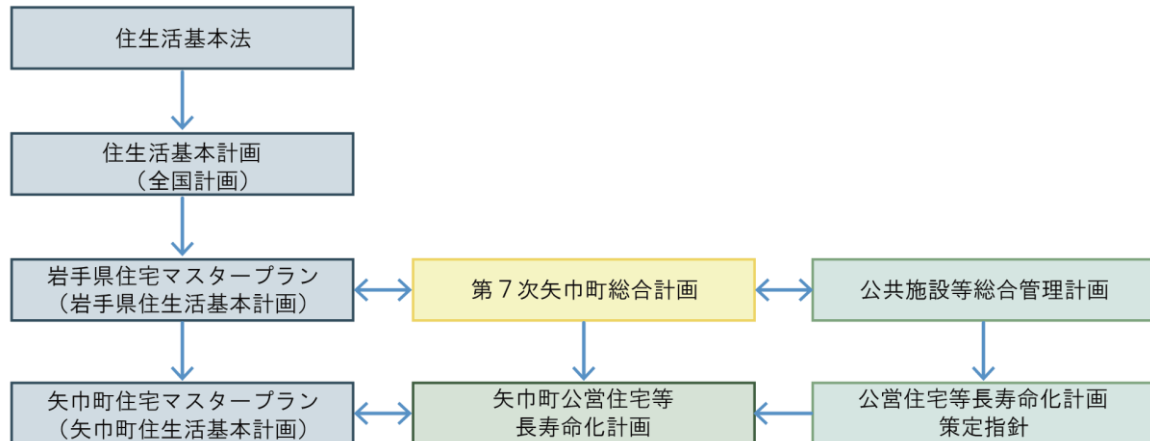 住生活基本法
住生活基本計画
（全国計画）
岩手県住宅マスタープラン
（岩手県住生活基本計画）
第７次矢巾町総合計画
公共施設等総合管理計画
矢巾町住宅マスタープラン
（矢巾町住生活基本計画）
矢巾町公営住宅等
長寿命化計画
公営住宅等長寿命化計画
策定指針